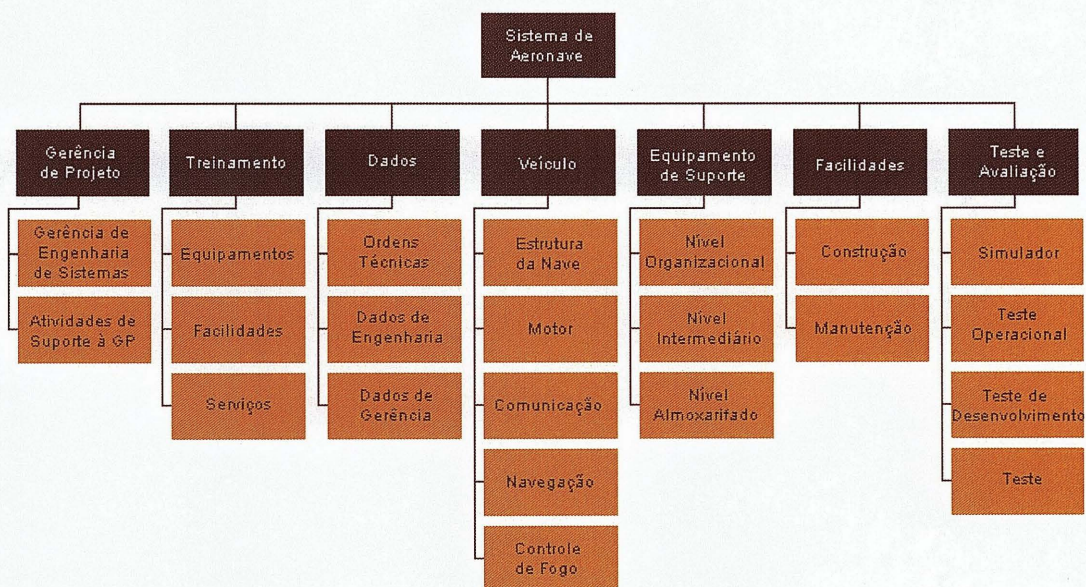 Sistema de
Aeronave
Gerência
de Projeto
Treinamento
Dados
Veículo
Equipamento
de Suporte
Facilidades
Teste e
Avaliação
Gerência de
Engenharia
de Sistemas
Atividades de
Suporte à GP
Equipamentos
Facilidades
Serviços
Ordens
Técnicas
Dados de
Engenharia
Dados de
Gerência
Estrutura
da Nave
Motor
Comunicação
Navegação
Controle
de Fogo
Nível
Organizacional
Nível
Intermediário
Nível
Almoxarifado
Construção
Manutenção
Simulador
Teste
Operacional
Teste de
Desenvolvimento
Teste